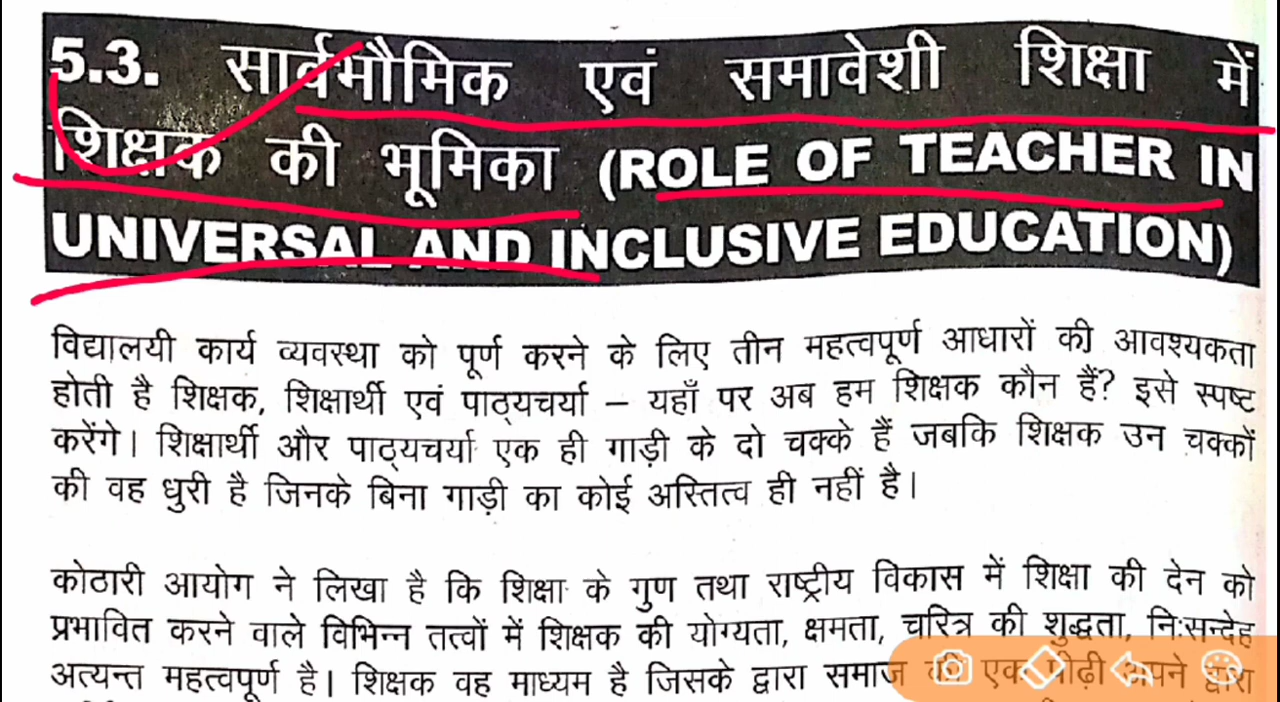 5.3. सार्वभौमिक एवं समावेशी शिक्षा में
शिक्षक की भूमिका (ROLE OF TEACHER IN
UNIVERSAL AND INCLUSIVE EDUCATION)
विद्यालयी कार्य व्यवस्था को पूर्ण करने के लिए तीन महत्वपूर्ण आधारों की आवश्यकता
होती है शिक्षक, शिक्षार्थी एवं पाठ्यचर्या – यहाँ पर अब हम शिक्षक कौन हैं? इसे स्पष्ट
करेंगे। शिक्षार्थी और पाठ्यचर्या एक ही गाड़ी के दो चक्के हैं जबकि शिक्षक उन चक्कों
की वह धुरी है जिनके बिना गाड़ी का कोई अस्तित्व ही नहीं है।
कोठारी आयोग ने लिखा है कि शिक्षा के गुण तथा राष्ट्रीय विकास में शिक्षा की देन को
प्रभावित करने वाले विभिन्न तत्वों में शिक्षक की योग्यता, क्षमता, चरित्र की शुद्धता, निःसन्देह
अत्यन्त महत्वपूर्ण है। शिक्षक वह माध्यम है जिसके द्वारा समाज की एक पीढ़ी अपने द्वारा